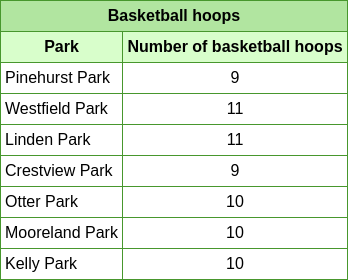 Basketball hoops
Park Number of basketball hoops
Pinehurst Park 9
Westfield Park 11
Linden Park 11
Crestview Park 9
Otter Park 10
Mooreland Park 10
Kelly Park 10